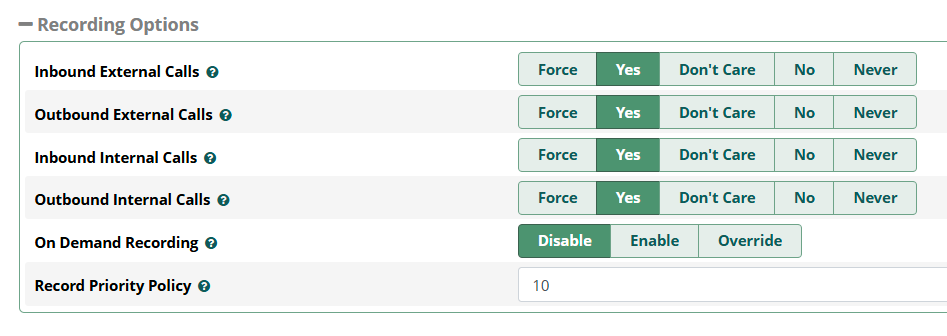 Recording Options
Inbound External Calls Force Yes Don't Care No Never
Outbound External Calls Force Yes Don't Care No Never
Inbound Internal Calls Force Yes Don't Care No Never
Outbound Internal Calls Force Yes Don't Care No Never
On Demand Recording Disable Enable Override
Record Priority Policy 10